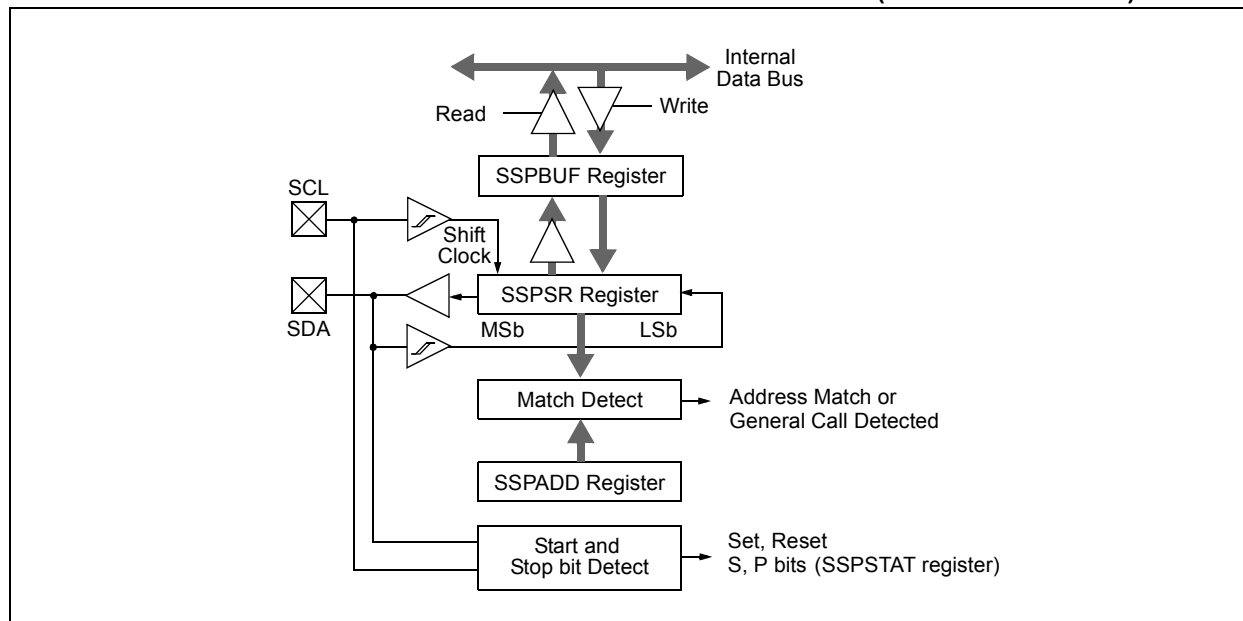 Internal
Data Bus
Read
Write
SSPBUF Register
SCL
Shift
Clock
SSPSR Register
SDA
MSb
LSb
Match Detect
Address Match or
General Call Detected
SSPADD Register
Start and
Stop bit Detect
Set, Reset
S, P bits (SSPSTAT register)